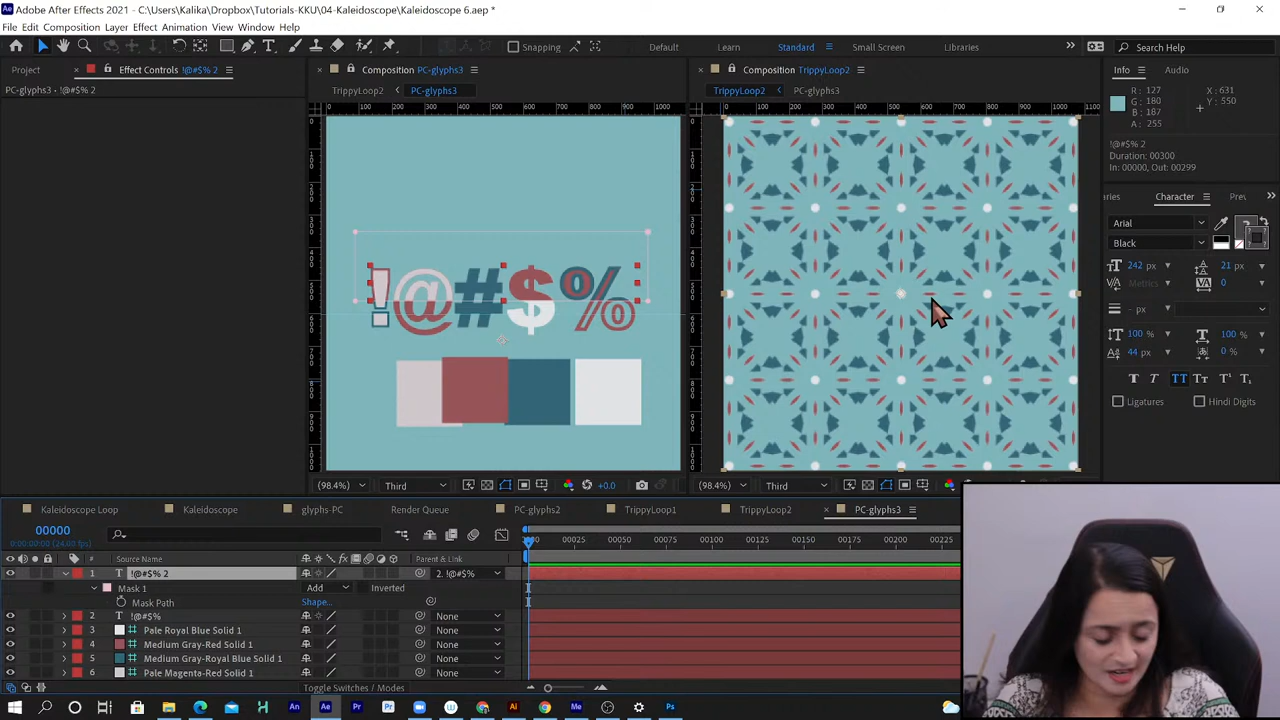 Adobe After Effects 2021 - C:\Users\Kalika\Dropbox\Tutorials-KKU\04-Kaleidoscope\Kaleidoscope 6.aep *
File Edit Composition Layer Effect Animation View Window Help
Snapping Default Learn Standard Small Screen Libraries Search Help
Project Effect Controls !@#$% 2
PC-glyphs3 • !@#$% 2
Composition PC-glyphs3
TrippyLoop2 PC-glyphs3
Composition TrippyLoop2
TrippyLoop2 PC-glyphs3
Info Audio
R : 127 X : 631
G : 180 Y : 550
B : 187
A : 255
!@#$% 2
Duration: 00300
In: 00000, Out: 00299
Character
Arial
Black
242 px 21 px
Metrics 0
px
100 % 100 %
44 px 0 %
T T TT Tт T¹ T₁
Ligatures Hindi Digits
!@#$%
(98.4%) Third +0.0
(98.4%) Third
Kaleidoscope Loop Kaleidoscope glyphs-PC Render Queue PC-glyphs2 TrippyLoop1 TrippyLoop2 PC-glyphs3
00000
00025 00050 00075 00100 00125 00150 00175 00200 00225
# Source Name Parent & Link
1 T !@#$% 2 2. !@#$%
Mask 1 Add Inverted
Mask Path Shape...
2 T !@#$% None
3 Pale Royal Blue Solid 1 None
4 Medium Gray-Red Solid 1 None
5 Medium Gray-Royal Blue Solid 1 None
6 Pale Magenta-Red Solid 1 None
Toggle Switches / Modes